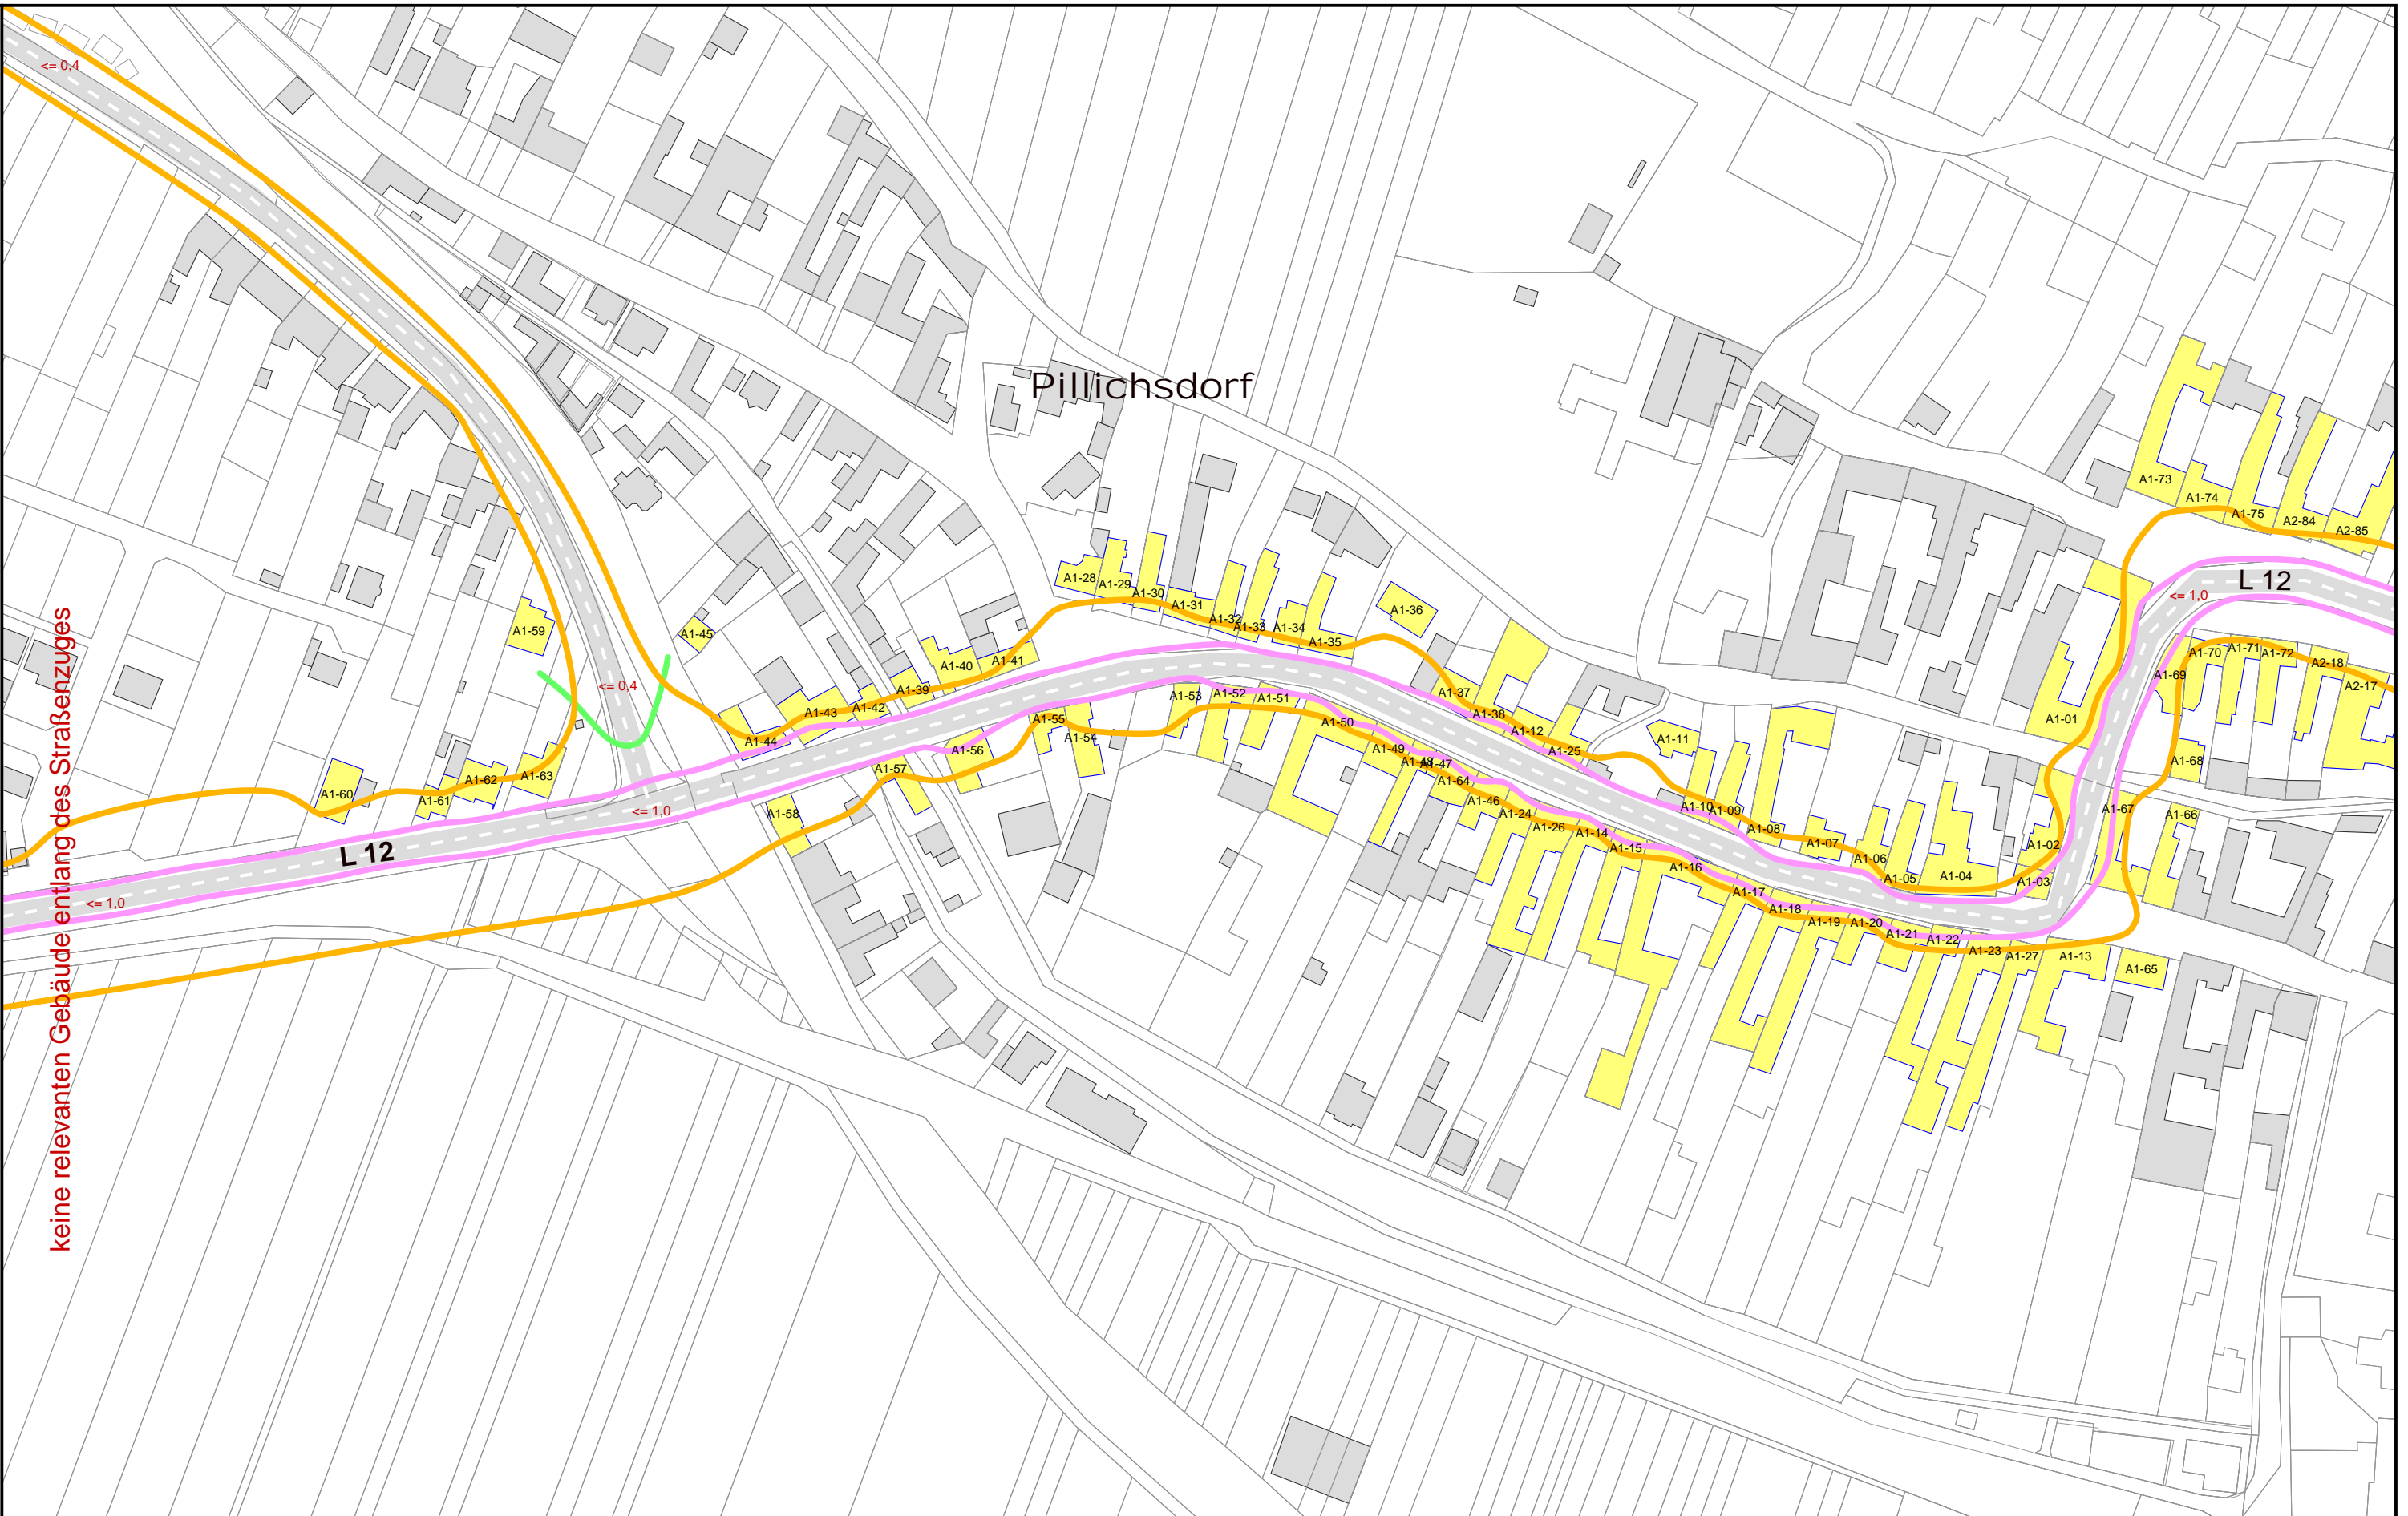 <= 0,4
Pillichsdorf
A1-73
A1-74
A1-75
A2-84
A2-85
A1-28
A1-29
A1-30
A1-31
A1-32
A1-33
A1-34
A1-35
A1-36
L 12
<= 1,0
A1-59
A1-45
<= 0,4
A1-40
A1-41
A1-39
A1-42
A1-43
A1-44
A1-53
A1-52
A1-51
A1-50
A1-37
A1-38
A1-12
A1-25
A1-11
A1-01
A1-69
A1-70
A1-71
A1-72
A2-18
A2-17
A1-55
A1-54
A1-56
A1-57
A1-58
A1-49
A1-48
A1-47
A1-64
A1-46
A1-24
A1-26
A1-14
A1-15
A1-16
A1-10
A1-09
A1-08
A1-07
A1-06
A1-05
A1-04
A1-03
A1-02
A1-68
A1-67
A1-66
A1-60
A1-61
A1-62
A1-63
<= 1,0
L 12
<= 1,0
A1-17
A1-18
A1-19
A1-20
A1-21
A1-22
A1-23
A1-27
A1-13
A1-65
keine relevanten Gebäude entlang des Straßenzuges